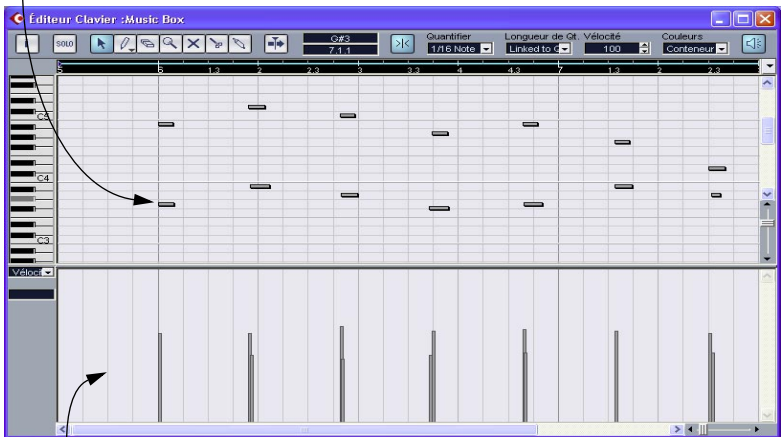 Éditeur Clavier :Music Box
SOLO
G#3
7.1.1
Quantifier
1/16 Note
Longueur de Qt.
Linked to Q
Vélocité
100
Couleurs
Conteneur
5 6 1.3 2 2.3 3 3.3 4 4.3 7 1.3 2 2.3
C5
C4
C3
Véloci